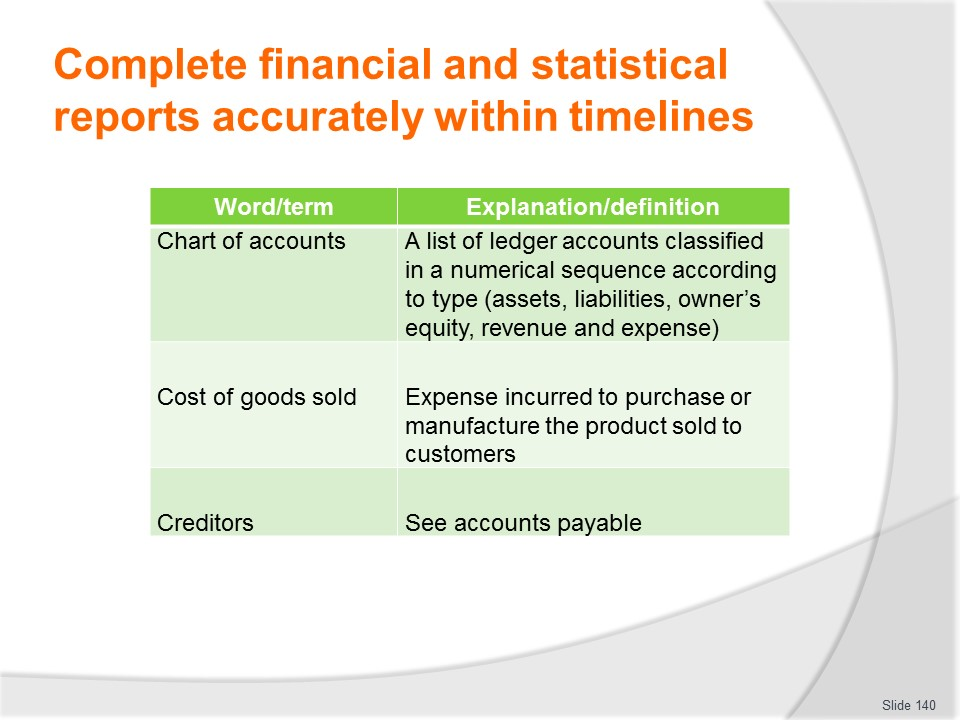 Complete financial and statistical
reports accurately within timelines
Word/term
Explanation/definition
Chart of accounts
A list of ledger accounts classified
in a numerical sequence according
to type (assets, liabilities, owner’s
equity, revenue and expense)
Cost of goods sold
Expense incurred to purchase or
manufacture the product sold to
customers
Creditors
See accounts payable
Slide 140